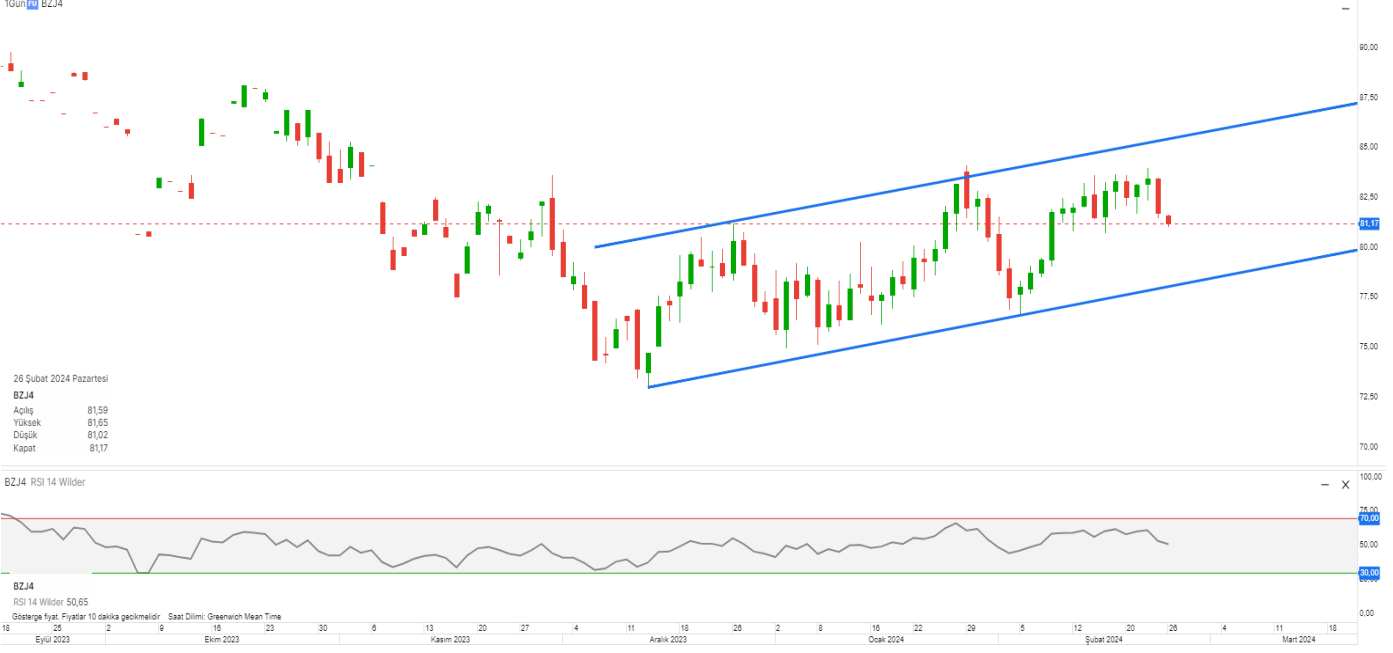 1Gün ru BZJ4
90,00
87,50
85,00
82,50
81,17
80,00
77,50
75,00
72,50
70,00
26 Şubat 2024 Pazartesi
BZJ4
Açılış 81,59
Yüksek 81,65
Düşük 81,02
Kapat 81,17
BZJ4 RSI 14 Wilder
100,00
75,00
70,00
50,00
30,00
0,00
BZJ4
RSI 14 Wilder 50,65
Gösterge fiyat. Fiyatlar 10 dakika gecikmelidir Saat Dilimi: Greenwich Mean Time
18 25 2 9 16 23 30 6 13 20 27 4 11 18 26 2 8 16 22 29 5 12 20 26 4 11 18
Eylül 2023 Ekim 2023 Kasım 2023 Aralık 2023 Ocak 2024 Şubat 2024 Mart 2024